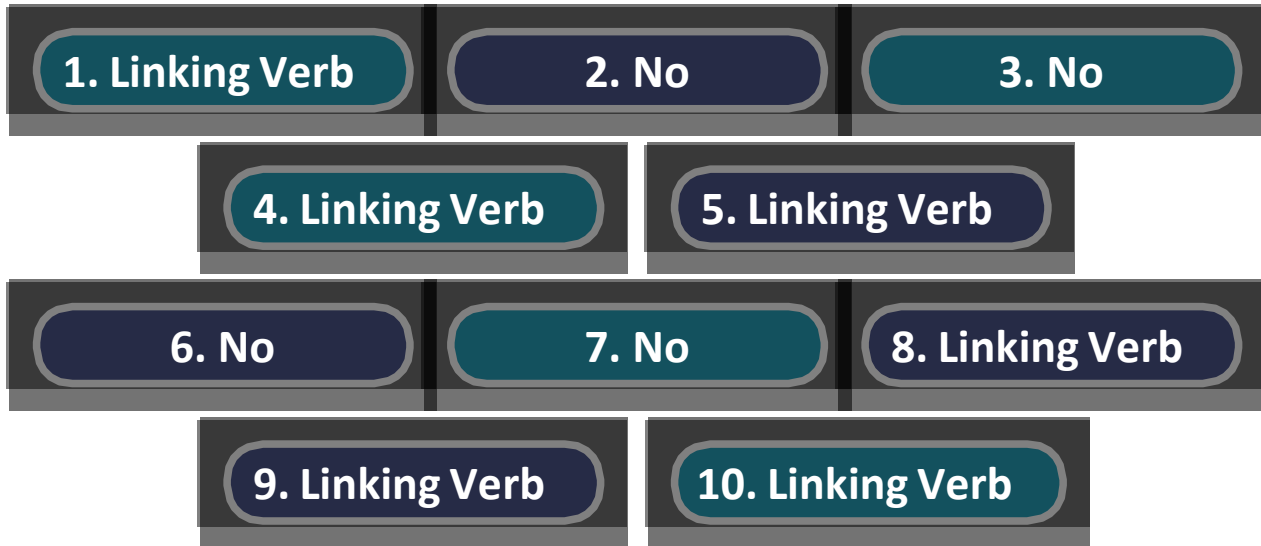 1. Linking Verb
2. No
3. No
4. Linking Verb
5. Linking Verb
6. No
7. No
8. Linking Verb
9. Linking Verb
10. Linking Verb